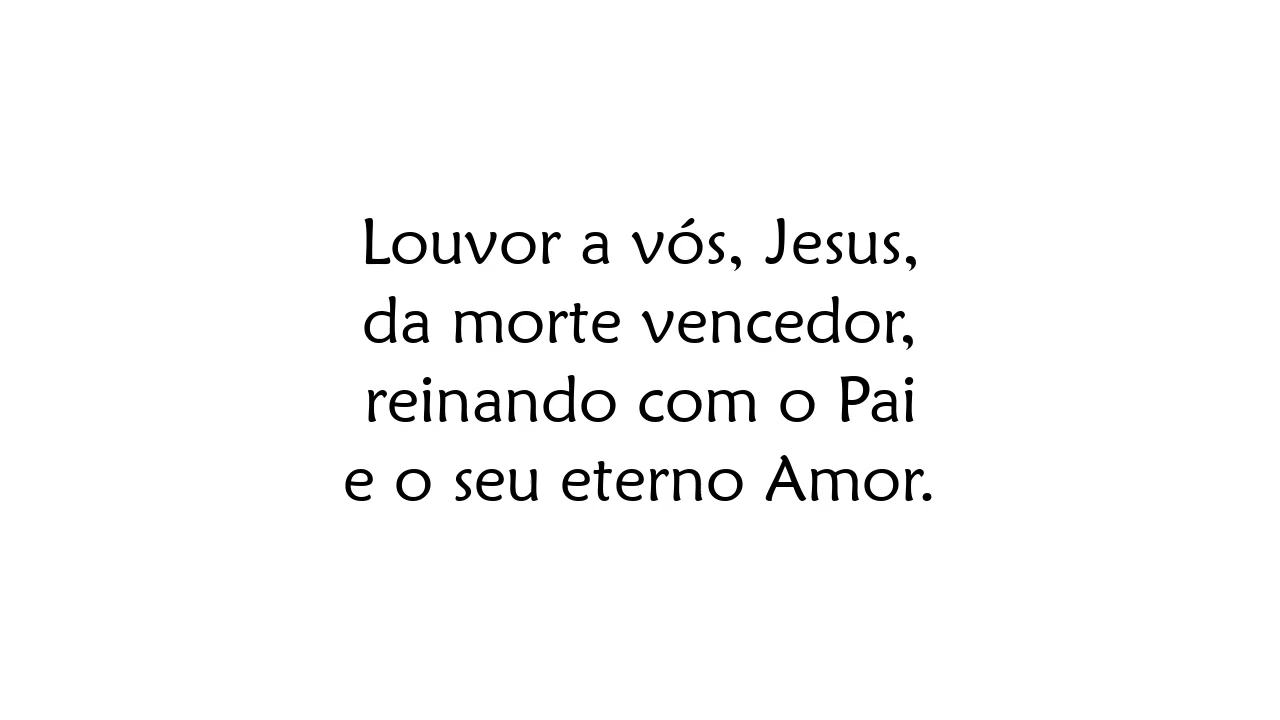 Louvor a vós, Jesus,
da morte vencedor,
reinando com o Pai
e o seu eterno Amor.